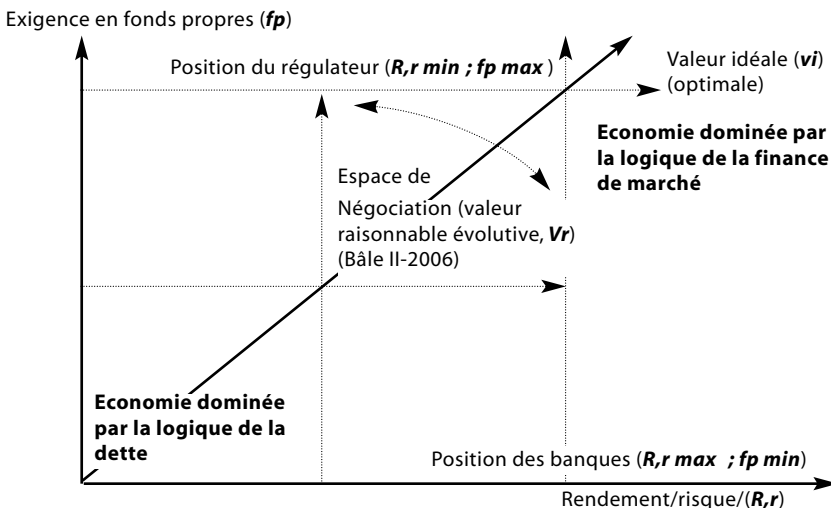 Exigence en fonds propres (fp)
Position du régulateur (R,r min ; fp max )
Valeur idéale (vi)
(optimale)
Economie dominée par
la logique de la finance
de marché
Espace de
Négociation (valeur
raisonnable évolutive, Vr)
(Bâle II-2006)
Economie dominée
par la logique de la
dette
Position des banques (R,r max ; fp min)
Rendement/risque/(R,r)